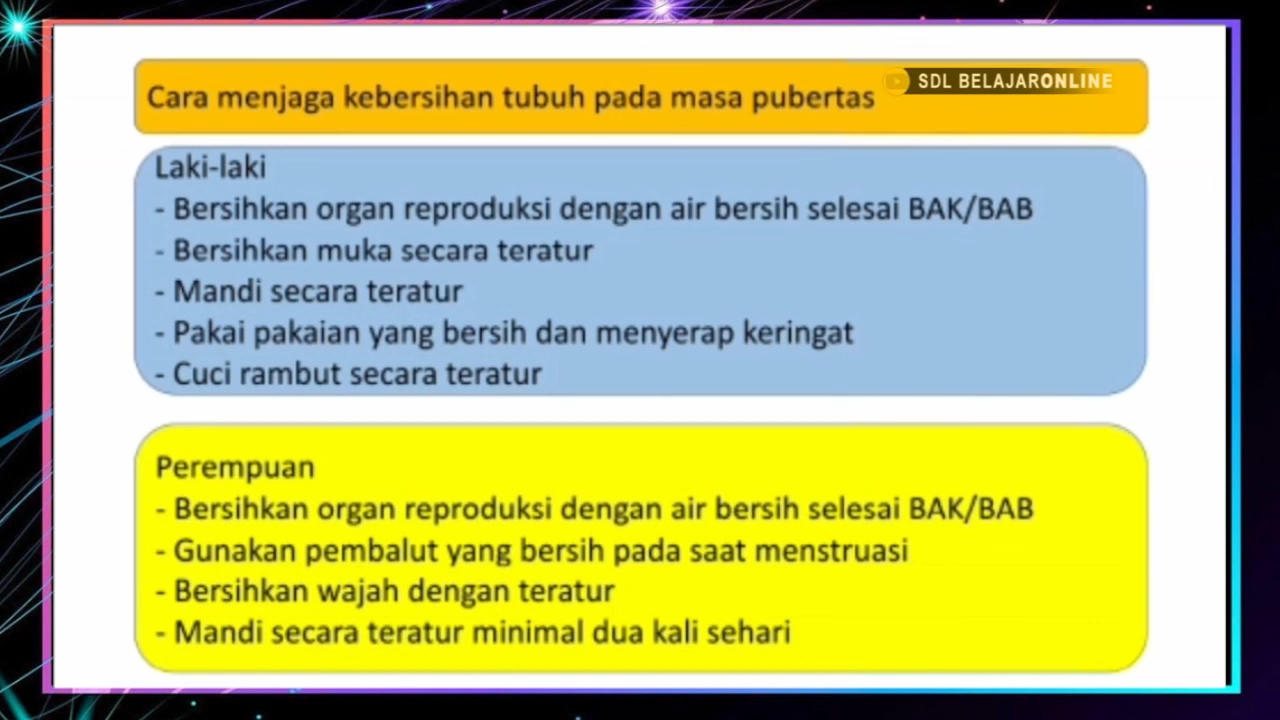 SDL BELAJARONLINE
Cara menjaga kebersihan tubuh pada masa pubertas
Laki-laki
- Bersihkan organ reproduksi dengan air bersih selesai BAK/BAB
- Bersihkan muka secara teratur
- Mandi secara teratur
- Pakai pakaian yang bersih dan menyerap keringat
- Cuci rambut secara teratur
Perempuan
- Bersihkan organ reproduksi dengan air bersih selesai BAK/BAB
- Gunakan pembalut yang bersih pada saat menstruasi
- Bersihkan wajah dengan teratur
- Mandi secara teratur minimal dua kali sehari